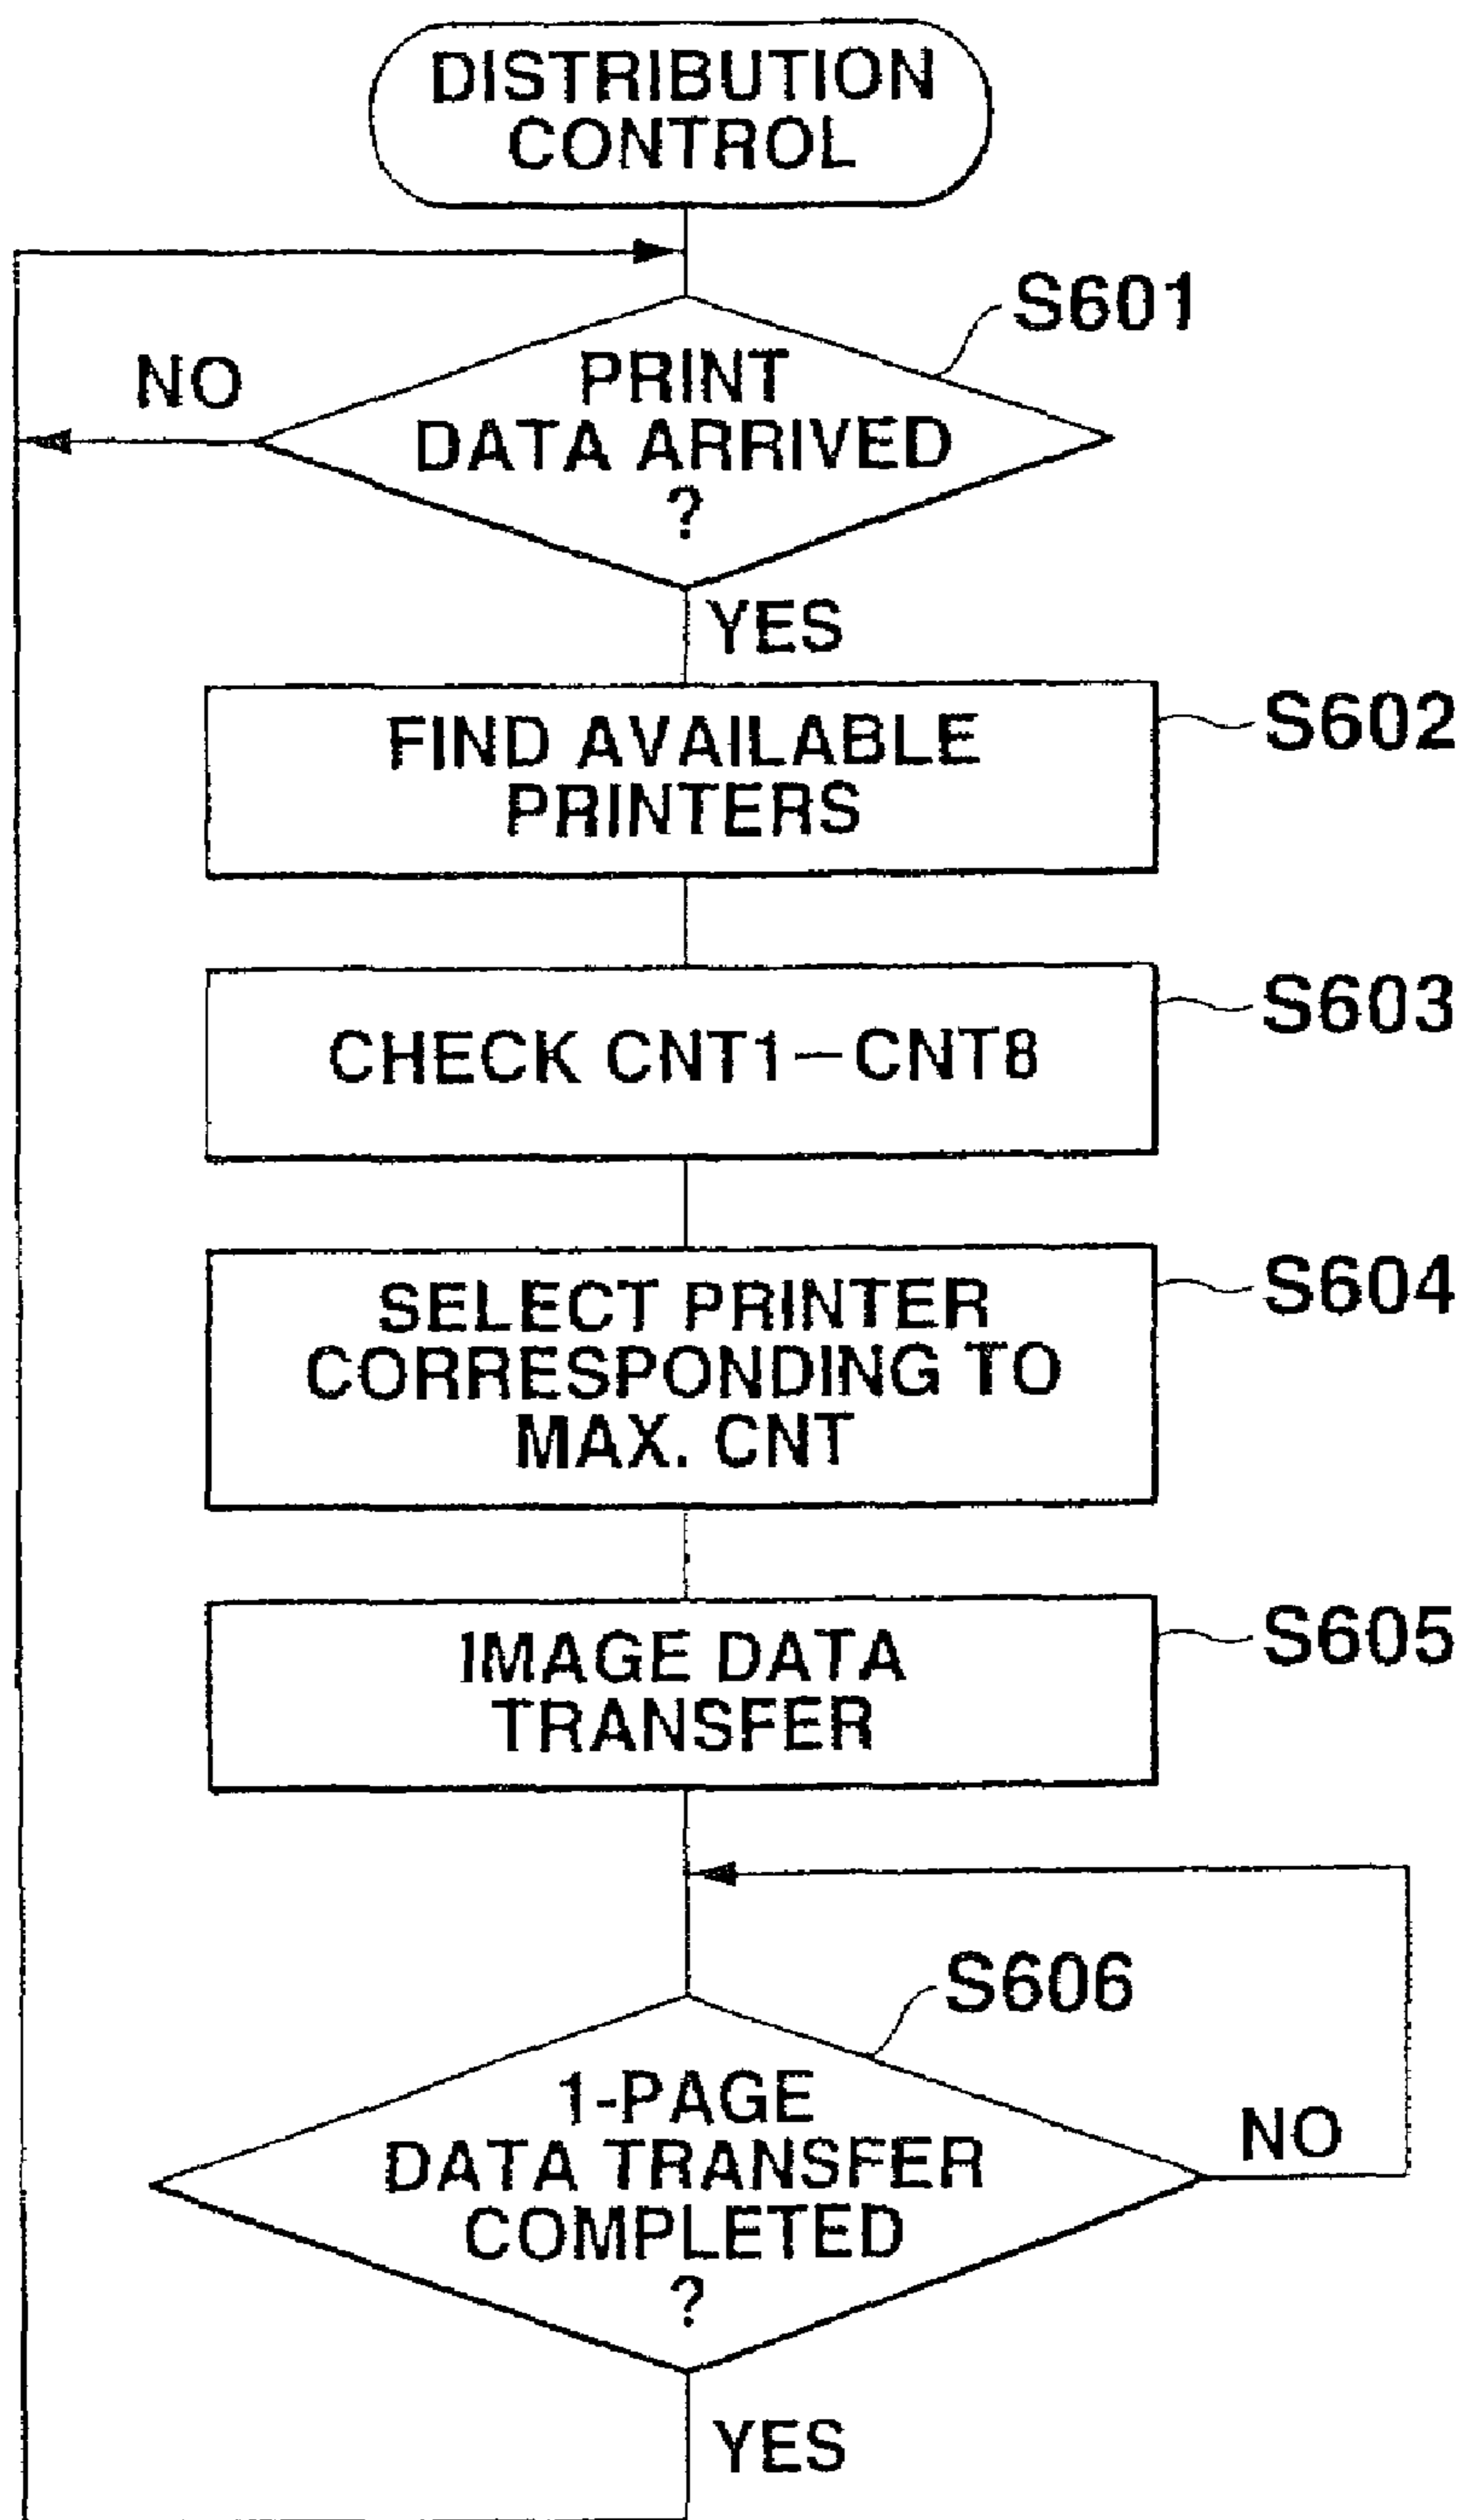 DISTRIBUTION
CONTROL
S601
NO
PRINT
DATA ARRIVED
?
YES
FIND AVAILABLE
PRINTERS
S602
CHECK CNT1–CNT8
S603
SELECT PRINTER
CORRESPONDING TO
MAX. CNT
S604
IMAGE DATA
TRANSFER
S605
S606
1-PAGE
DATA TRANSFER
COMPLETED
?
NO
YES